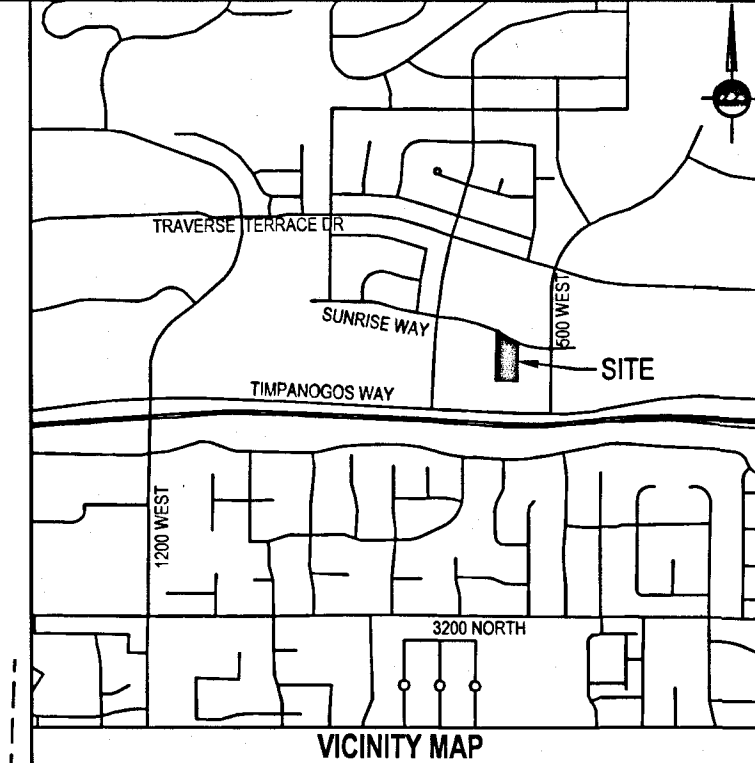 TRAVERSE TERRACE DR
500 WEST
SUNRISE WAY
SITE
TIMPANOGOS WAY
1200 WEST
3200 NORTH
VICINITY MAP